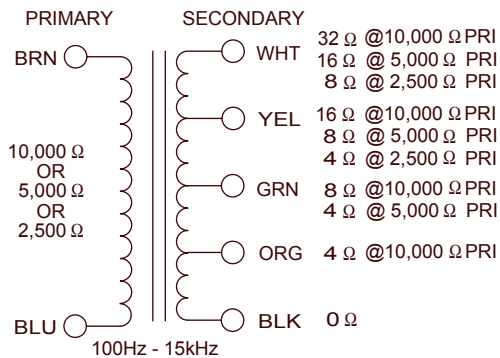 PRIMARY SECONDARY
BRN
WHT
32 Ω @10,000 Ω PRI
16 Ω @ 5,000 Ω PRI
8 Ω @ 2,500 Ω PRI
YEL
16 Ω @10,000 Ω PRI
8 Ω @ 5,000 Ω PRI
4 Ω @ 2,500 Ω PRI
10,000 Ω
OR
5,000 Ω
OR
2,500 Ω
GRN
8 Ω @10,000 Ω PRI
4 Ω @ 5,000 Ω PRI
ORG
4 Ω @10,000 Ω PRI
BLU
BLK
0 Ω
100Hz - 15kHz